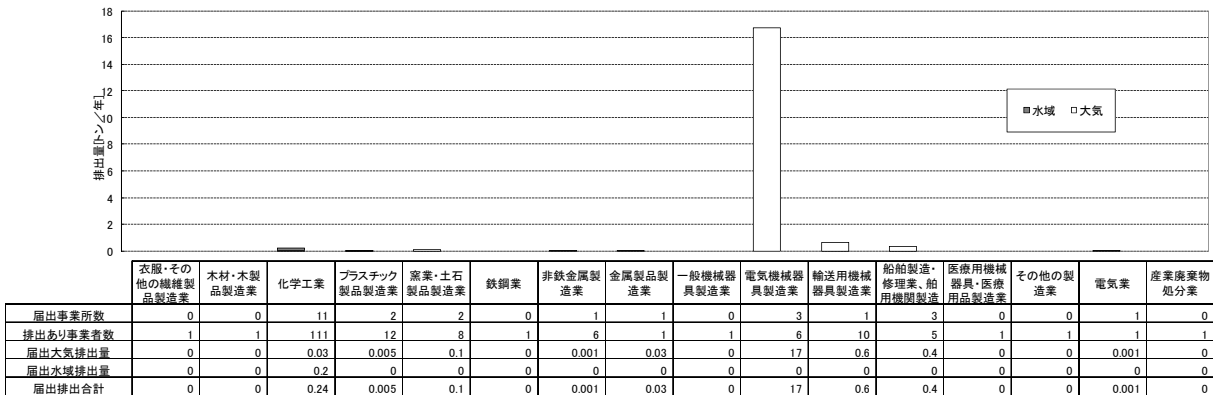 18
16
14
12
10
8
6
4
2
0
排出量[トン／年]
■水域 □大気
衣服・その他の繊維製品製造業
木材・木製品製造業
化学工業
プラスチック製品製造業
窯業・土石製品製造業
鉄鋼業
非鉄金属製造業
金属製品製造業
一般機械器具製造業
電気機械器具製造業
輸送用機械器具製造業
船舶製造・修理業、舶用機関製造
医療用機械器具・医療用品製造業
その他の製造業
電気業
産業廃棄物処分業
届出事業所数 0 0 11 2 2 0 1 1 0 3 1 3 0 0 1 0
排出あり事業者数 1 1 111 12 8 1 6 1 1 6 10 5 1 1 1 1
届出大気排出量 0 0 0.03 0.005 0.1 0 0.001 0.03 0 17 0.6 0.4 0 0 0.001 0
届出水域排出量 0 0 0.2 0 0 0 0 0 0 0 0 0 0 0 0 0
届出排出合計 0 0 0.24 0.005 0.1 0 0.001 0.03 0 17 0.6 0.4 0 0 0.001 0